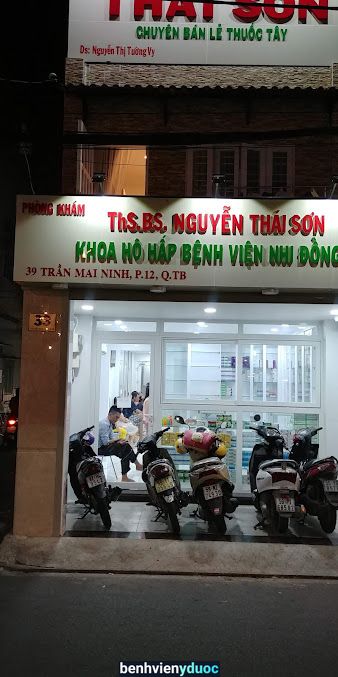 THÁI SƠN
CHUYÊN BÁN LẺ THUỐC TÂY
Ds: Nguyễn Thị Tường Vy
PHÒNG KHÁM
ThS.BS. NGUYỄN THÁI SƠN
KHOA HÔ HẤP BỆNH VIỆN NHI ĐỒNG
39 TRẦN MAI NINH, P.12, Q.TB
benhvienyduoc